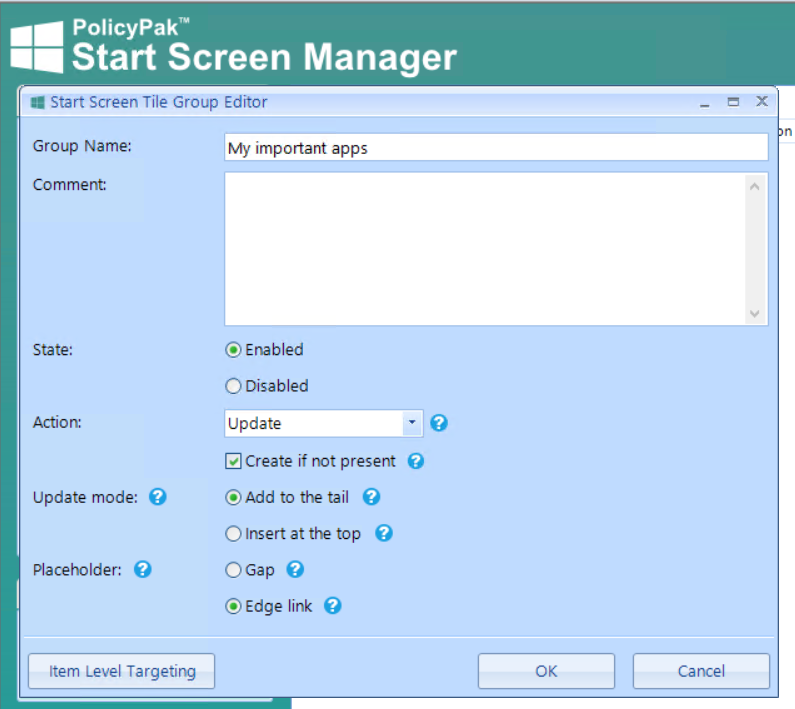 PolicyPak™
Start Screen Manager
Start Screen Tile Group Editor
on
Group Name: My important apps
Comment:
State: Enabled
Disabled
Action: Update ?
Create if not present ?
Update mode: ? Add to the tail ?
Insert at the top ?
Placeholder: ? Gap ?
Edge link ?
Item Level Targeting OK Cancel